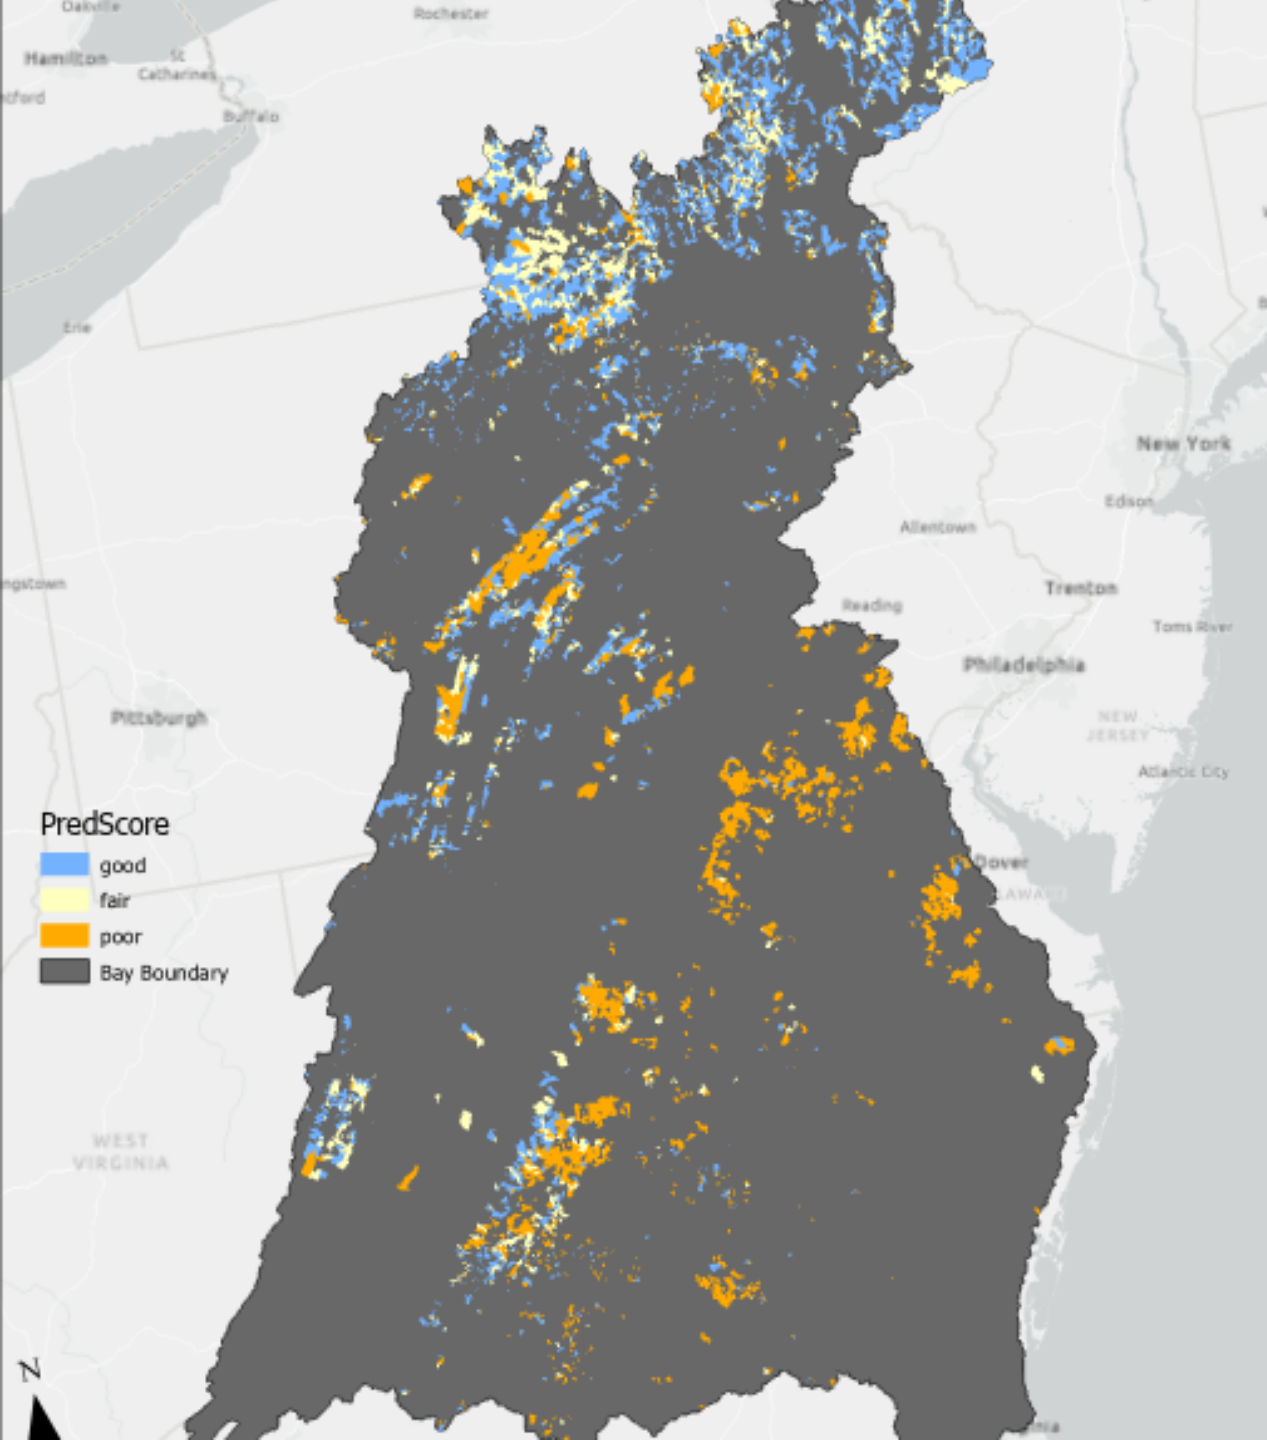 Oakville
Rochester
Hamilton
St
Catharines
Buffalo
Erie
New York
Edison
Allentown
Trenton
Reading
Toms River
Philadelphia
Pittsburgh
NEW
JERSEY
Atlantic City
PredScore
good
fair
poor
Bay Boundary
Dover
WEST
VIRGINIA
N